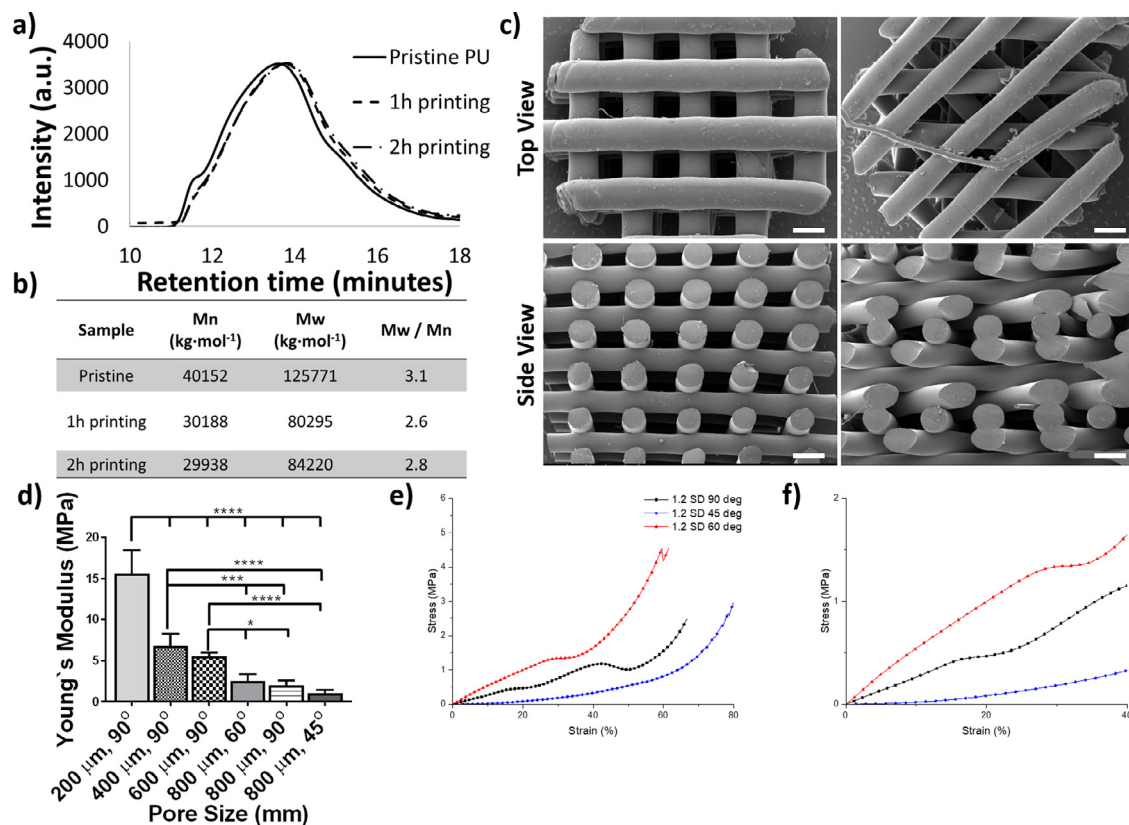 a)
4000
3000
2000
1000
0
Intensity (a.u.)
10 12 14 16 18
Retention time (minutes)
Pristine PU
1h printing
2h printing
b)
Sample Mn (kg·mol-1) Mw (kg·mol-1) Mw / Mn
Pristine 40152 125771 3.1
1h printing 30188 80295 2.6
2h printing 29938 84220 2.8
c)
Top View
Side View
d)
Young`s Modulus (MPa)
20
15
10
5
0
****
****
***
****
*
200 μm, 90°
400 μm, 90°
600 μm, 90°
800 μm, 60°
800 μm, 90°
800 μm, 45°
Pore Size (mm)
e)
Stress (MPa)
6
5
4
3
2
1
0
0 20 40 60 80
Strain (%)
1.2 SD 90 deg
1.2 SD 45 deg
1.2 SD 60 deg
f)
Stress (MPa)
2
1
0
0 20 40
Strain (%)